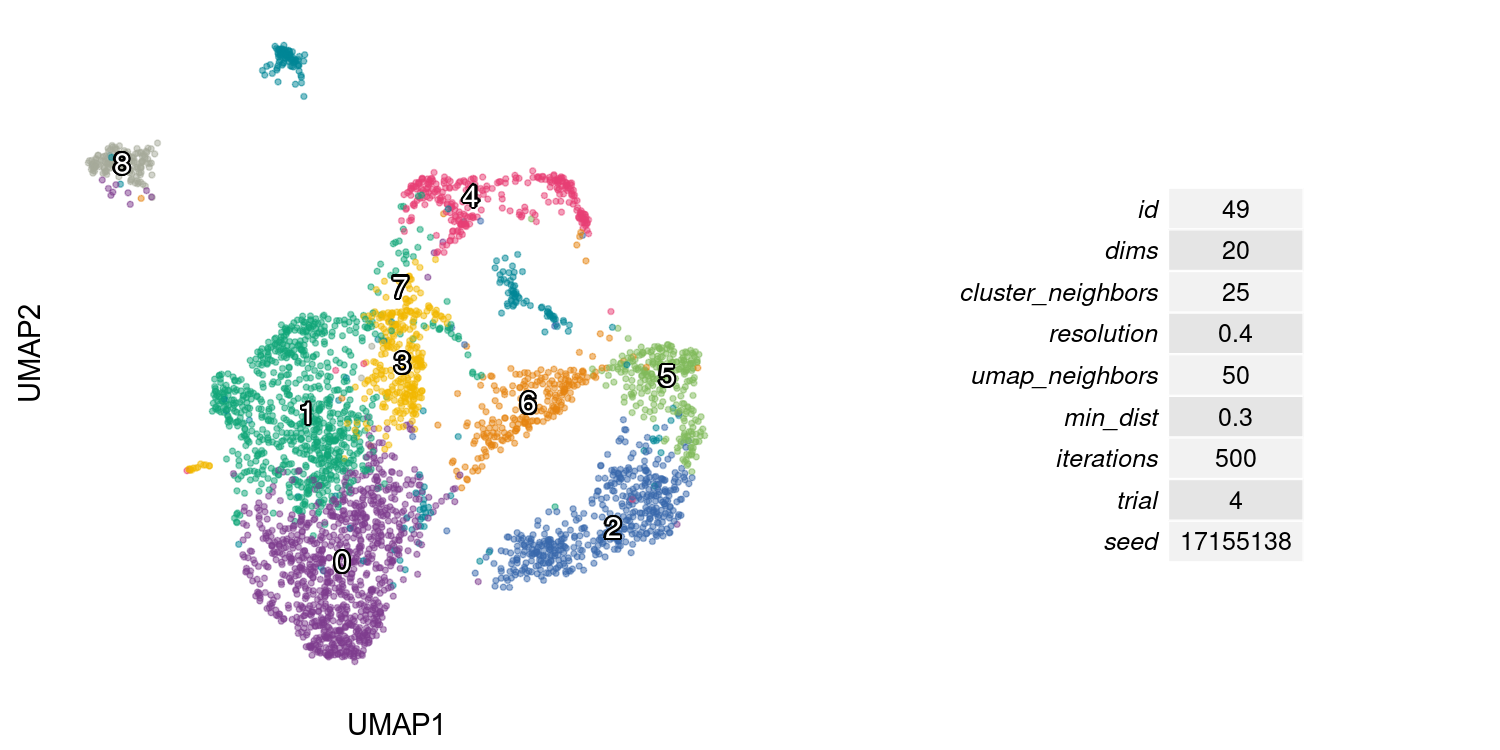 8
4
7
3
5
6
1
2
0
UMAP2
UMAP1
id 49
dims 20
cluster_neighbors 25
resolution 0.4
umap_neighbors 50
min_dist 0.3
iterations 500
trial 4
seed 17155138